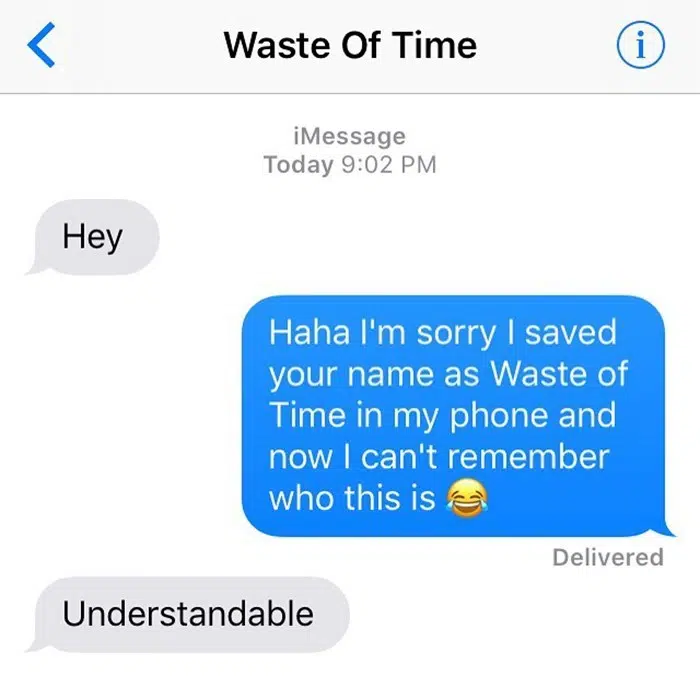 Waste Of Time
iMessage
Today 9:02 PM
Hey
Haha I'm sorry I saved
your name as Waste of
Time in my phone and
now I can't remember
who this is 😂
Delivered
Understandable